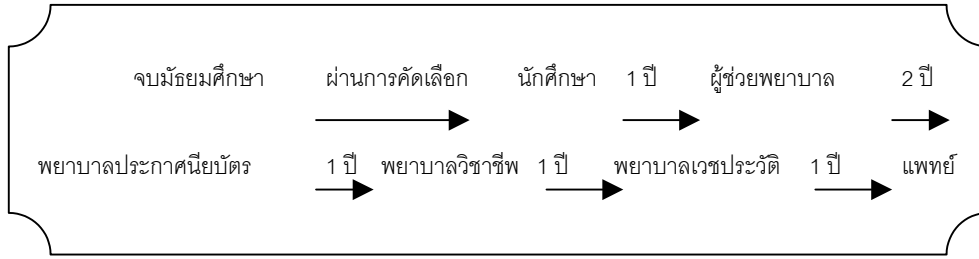 จบมัธยมศึกษา ผ่านการคัดเลือก นักศึกษา 1 ปี ผู้ช่วยพยาบาล 2 ปี
พยาบาลประกาศนียบัตร 1 ปี พยาบาลวิชาชีพ 1 ปี พยาบาลเวชประวัติ 1 ปี แพทย์